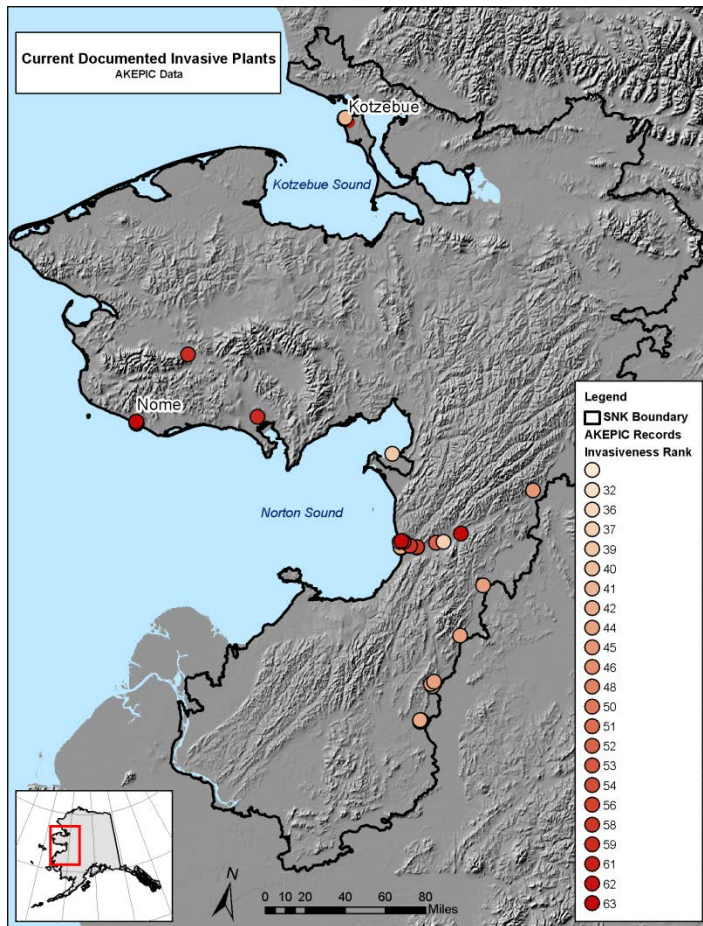 Current Documented Invasive Plants
AKEPIC Data
Kotzebue
Kotzebue Sound
Nome
Norton Sound
Legend
SNK Boundary
AKEPIC Records
Invasiveness Rank
32
36
37
39
40
41
42
44
45
46
48
50
51
52
53
54
56
58
59
61
62
63
N
0 10 20 40 60 80
Miles